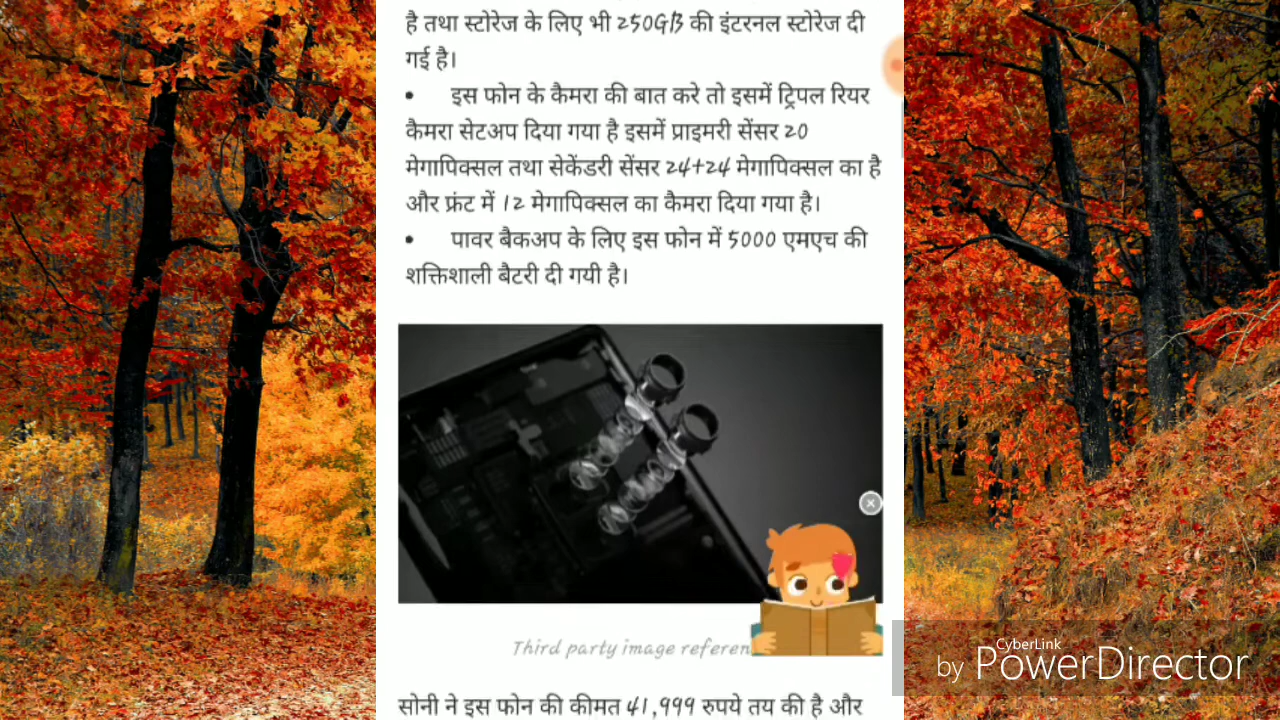 है तथा स्टोरेज के लिए भी 250GB की इंटरनल स्टोरेज दी
गई है।
• इस फोन के कैमरा की बात करे तो इसमें ट्रिपल रियर
कैमरा सेटअप दिया गया है इसमें प्राइमरी सेंसर 20
मेगापिक्सल तथा सेकेंडरी सेंसर 24+24 मेगापिक्सल का है
और फ्रंट में 12 मेगापिक्सल का कैमरा दिया गया है।
• पावर बैकअप के लिए इस फोन में 5000 एमएच की
शक्तिशाली बैटरी दी गयी है।
Third party image referen
सोनी ने इस फोन की कीमत 41,999 रुपये तय की है और
CyberLink
by PowerDirector